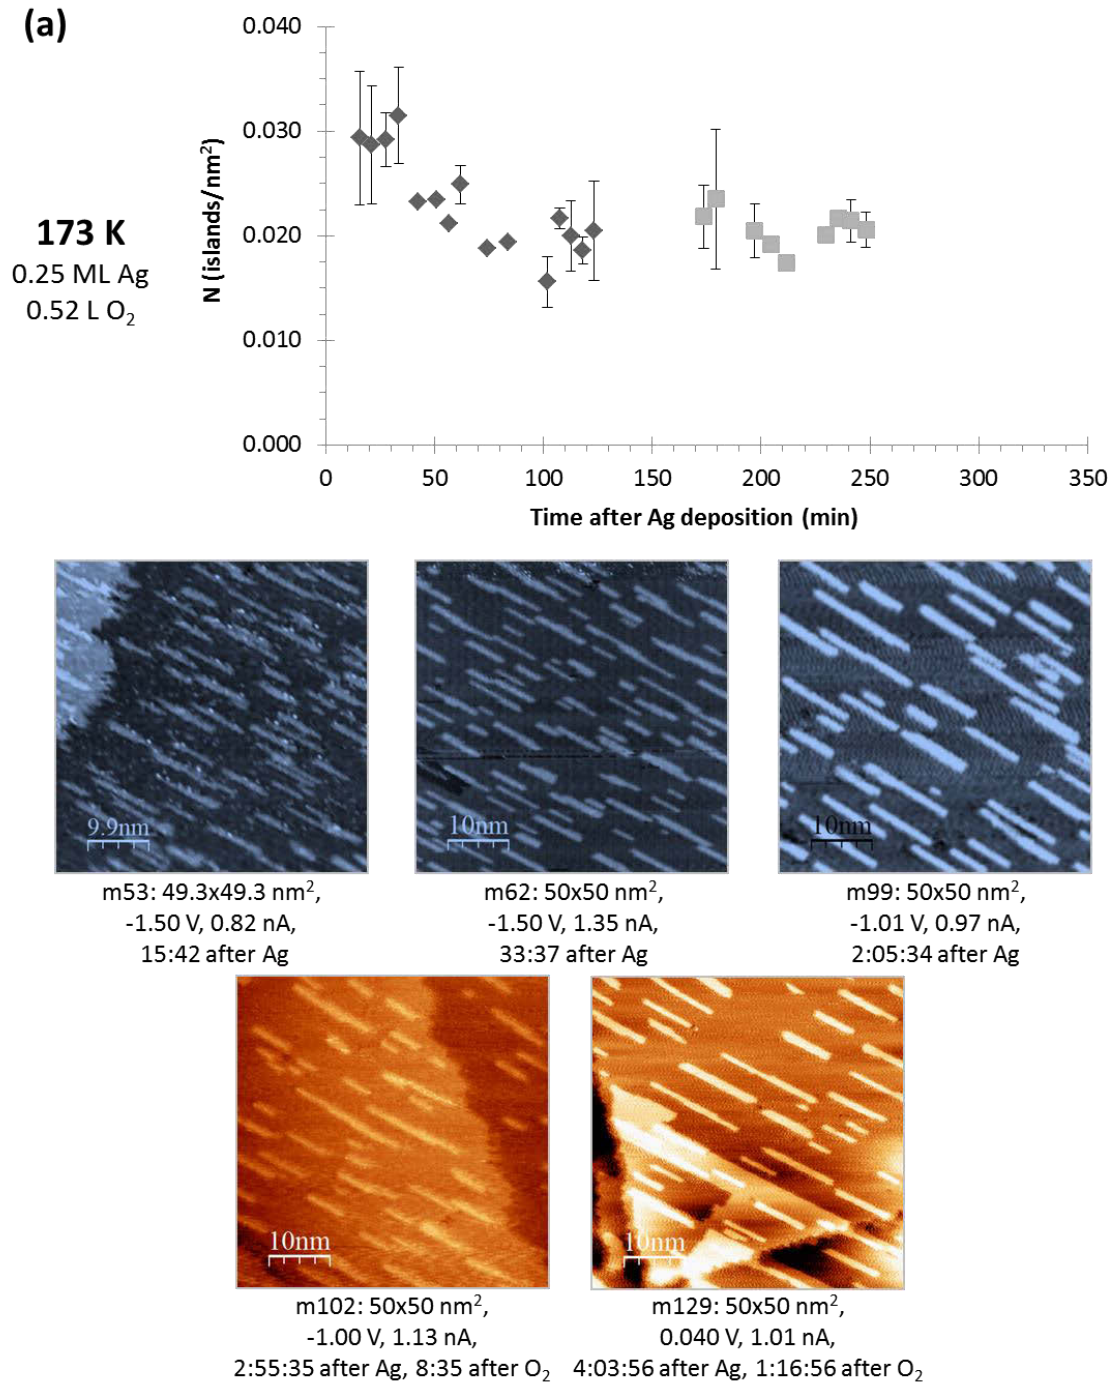 (a)
173 K
0.25 ML Ag
0.52 L O₂
N (islands/nm²)
0.040
0.030
0.020
0.010
0.000
0 50 100 150 200 250 300 350
Time after Ag deposition (min)
9.9nm
10nm
10nm
m53: 49.3x49.3 nm²,
-1.50 V, 0.82 nA,
15:42 after Ag
m62: 50x50 nm²,
-1.50 V, 1.35 nA,
33:37 after Ag
m99: 50x50 nm²,
-1.01 V, 0.97 nA,
2:05:34 after Ag
10nm
10nm
m102: 50x50 nm²,
-1.00 V, 1.13 nA,
2:55:35 after Ag, 8:35 after O₂
m129: 50x50 nm²,
0.040 V, 1.01 nA,
4:03:56 after Ag, 1:16:56 after O₂